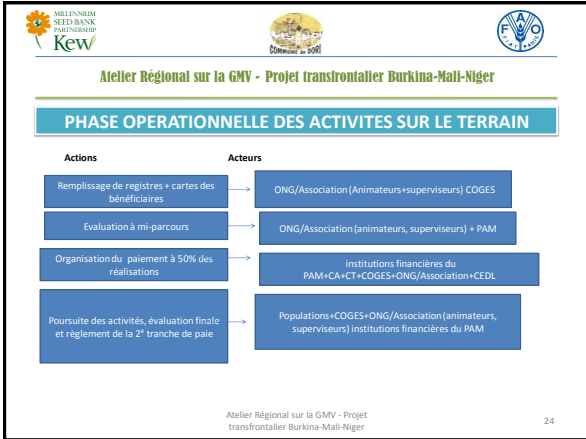 MILLENNIUM
SEED BANK
PARTNERSHIP
Kew
COMMUNE de DORI
F A O
FIAT PANIS
Atelier Régional sur la GMV - Projet transfrontalier Burkina-Mali-Niger
PHASE OPERATIONNELLE DES ACTIVITES SUR LE TERRAIN
Actions Acteurs
Remplissage de registres + cartes des
bénéficiaires
ONG/Association (Animateurs+superviseurs) COGES
Evaluation à mi-parcours
ONG/Association (animateurs, superviseurs) + PAM
Organisation du paiement à 50% des
réalisations
institutions financières du
PAM+CA+CT+COGES+ONG/Association+CEDL
Poursuite des activités, évaluation finale
et règlement de la 2e tranche de paie
Populations+COGES+ONG/Association (animateurs,
superviseurs) institutions financières du PAM
Atelier Régional sur la GMV - Projet
transfrontalier Burkina-Mali-Niger
24